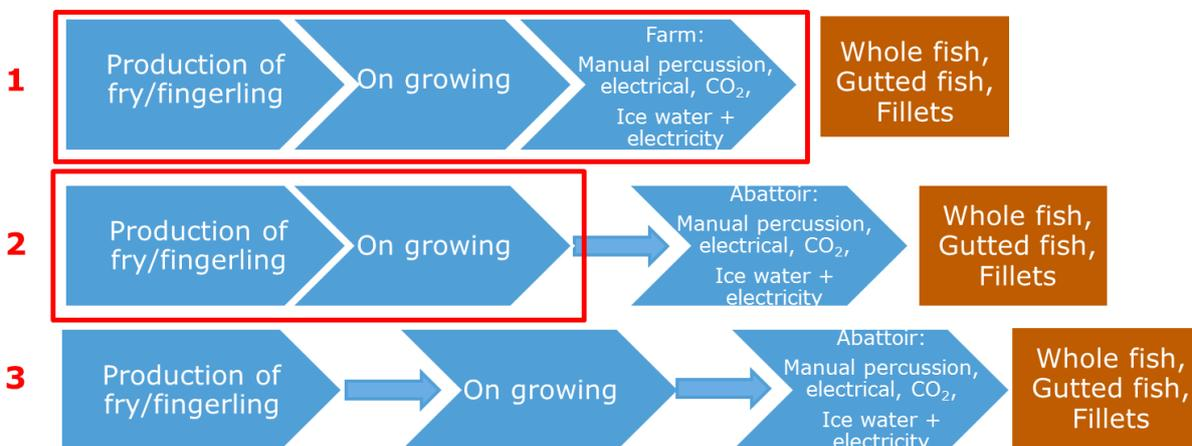 1
Production of
fry/fingerling
On growing
Farm:
Manual percussion,
electrical, CO₂,
Ice water +
electricity
Whole fish,
Gutted fish,
Fillets
2
Production of
fry/fingerling
On growing
Abattoir:
Manual percussion,
electrical, CO₂,
Ice water +
electricity
Whole fish,
Gutted fish,
Fillets
3
Production of
fry/fingerling
On growing
Abattoir:
Manual percussion,
electrical, CO₂,
Ice water +
electricity
Whole fish,
Gutted fish,
Fillets